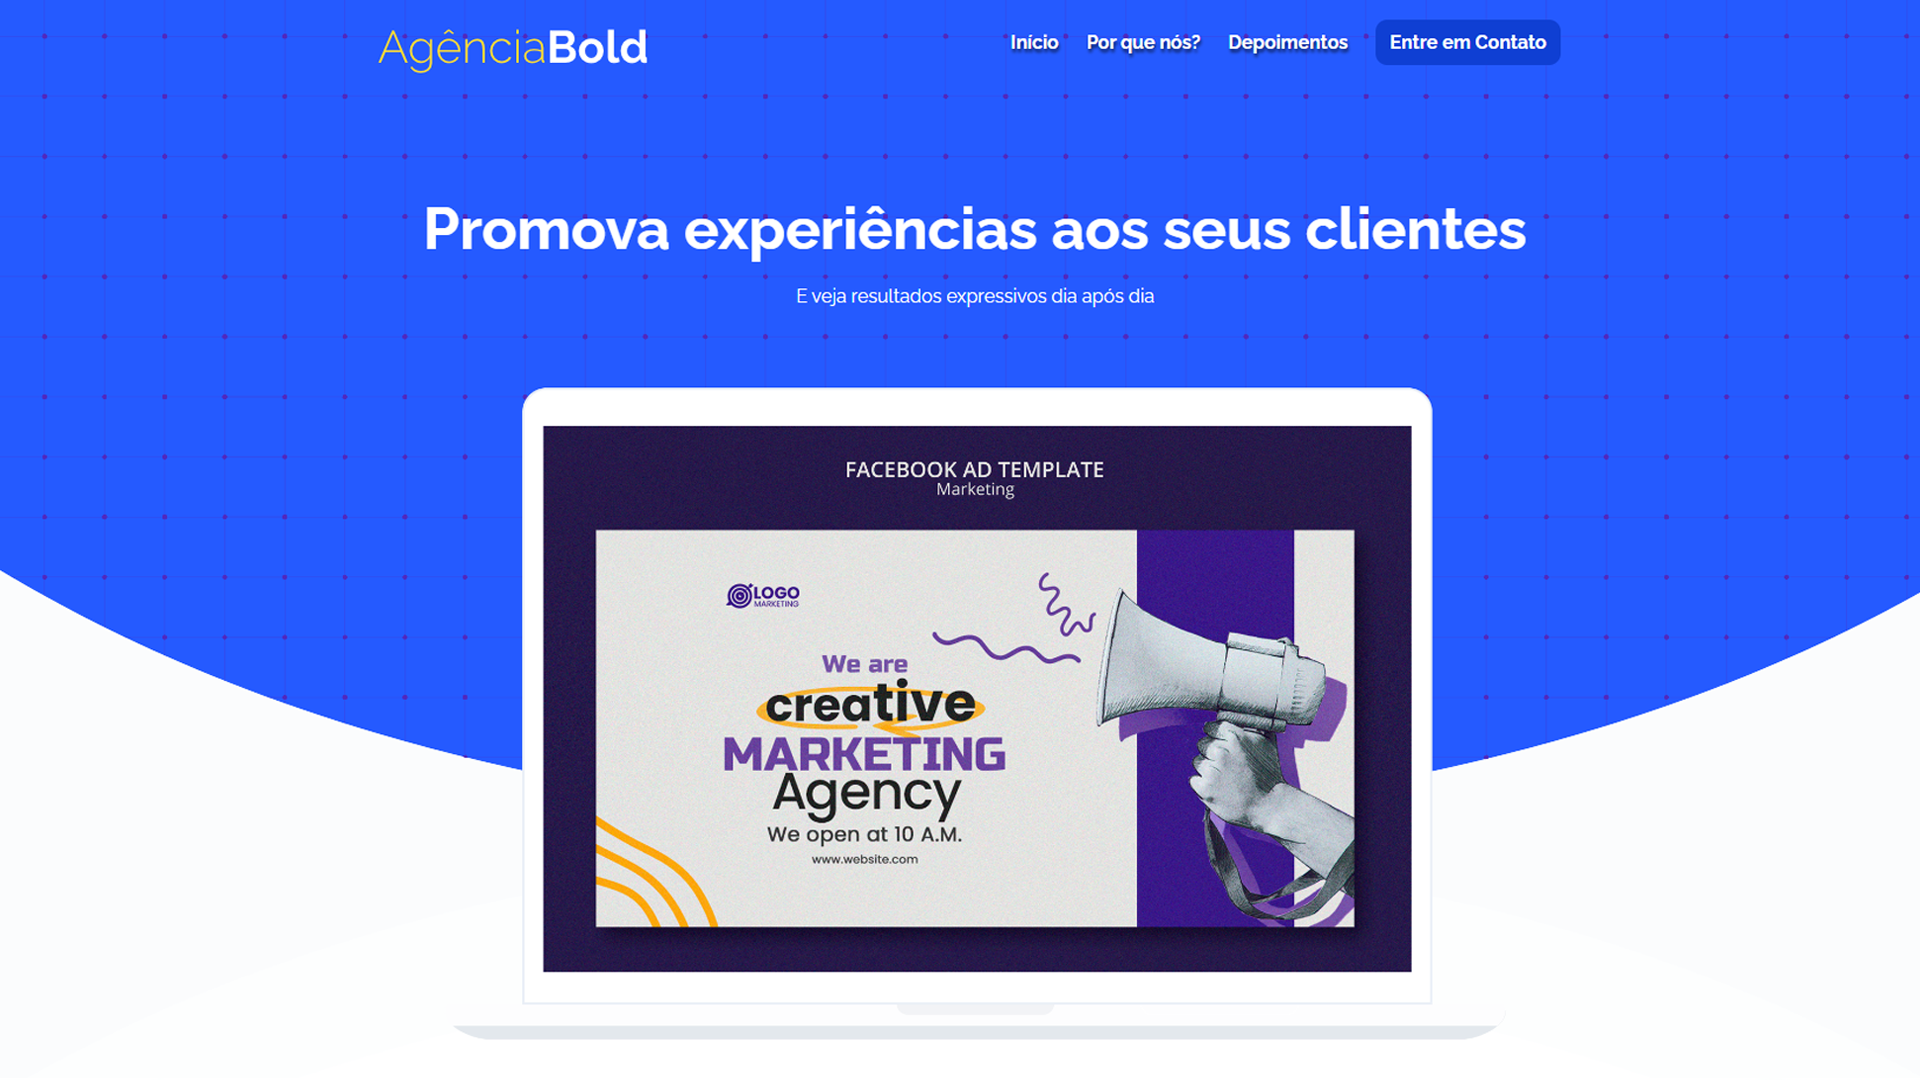 AgênciaBold
Início Por que nós? Depoimentos Entre em Contato
Promova experiências aos seus clientes
E veja resultados expressivos dia após dia
FACEBOOK AD TEMPLATE
Marketing
LOGO
MARKETING
We are
creative
MARKETING
Agency
We open at 10 A.M.
www.website.com